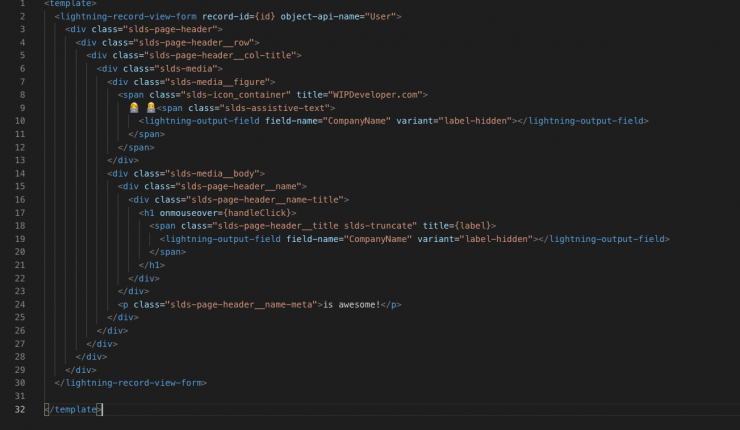 1 <template>
2 <lightning-record-view-form record-id={id} object-api-name="User">
3 <div class="slds-page-header">
4 <div class="slds-page-header__row">
5 <div class="slds-page-header__col-title">
6 <div class="slds-media">
7 <div class="slds-media__figure">
8 <span class="slds-icon_container" title="WIPDeveloper.com">
9 👷 👷<span class="slds-assistive-text">
10 <lightning-output-field field-name="CompanyName" variant="label-hidden"></lightning-output-field>
11 </span>
12 </span>
13 </div>
14 <div class="slds-media__body">
15 <div class="slds-page-header__name">
16 <div class="slds-page-header__name-title">
17 <h1 onmouseover={handleClick}>
18 <span class="slds-page-header__title slds-truncate" title={label}>
19 <lightning-output-field field-name="CompanyName" variant="label-hidden"></lightning-output-field>
20 </span>
21 </h1>
22 </div>
23 </div>
24 <p class="slds-page-header__name-meta">is awesome!</p>
25 </div>
26 </div>
27 </div>
28 </div>
29 </div>
30 </lightning-record-view-form>
31
32 </template>